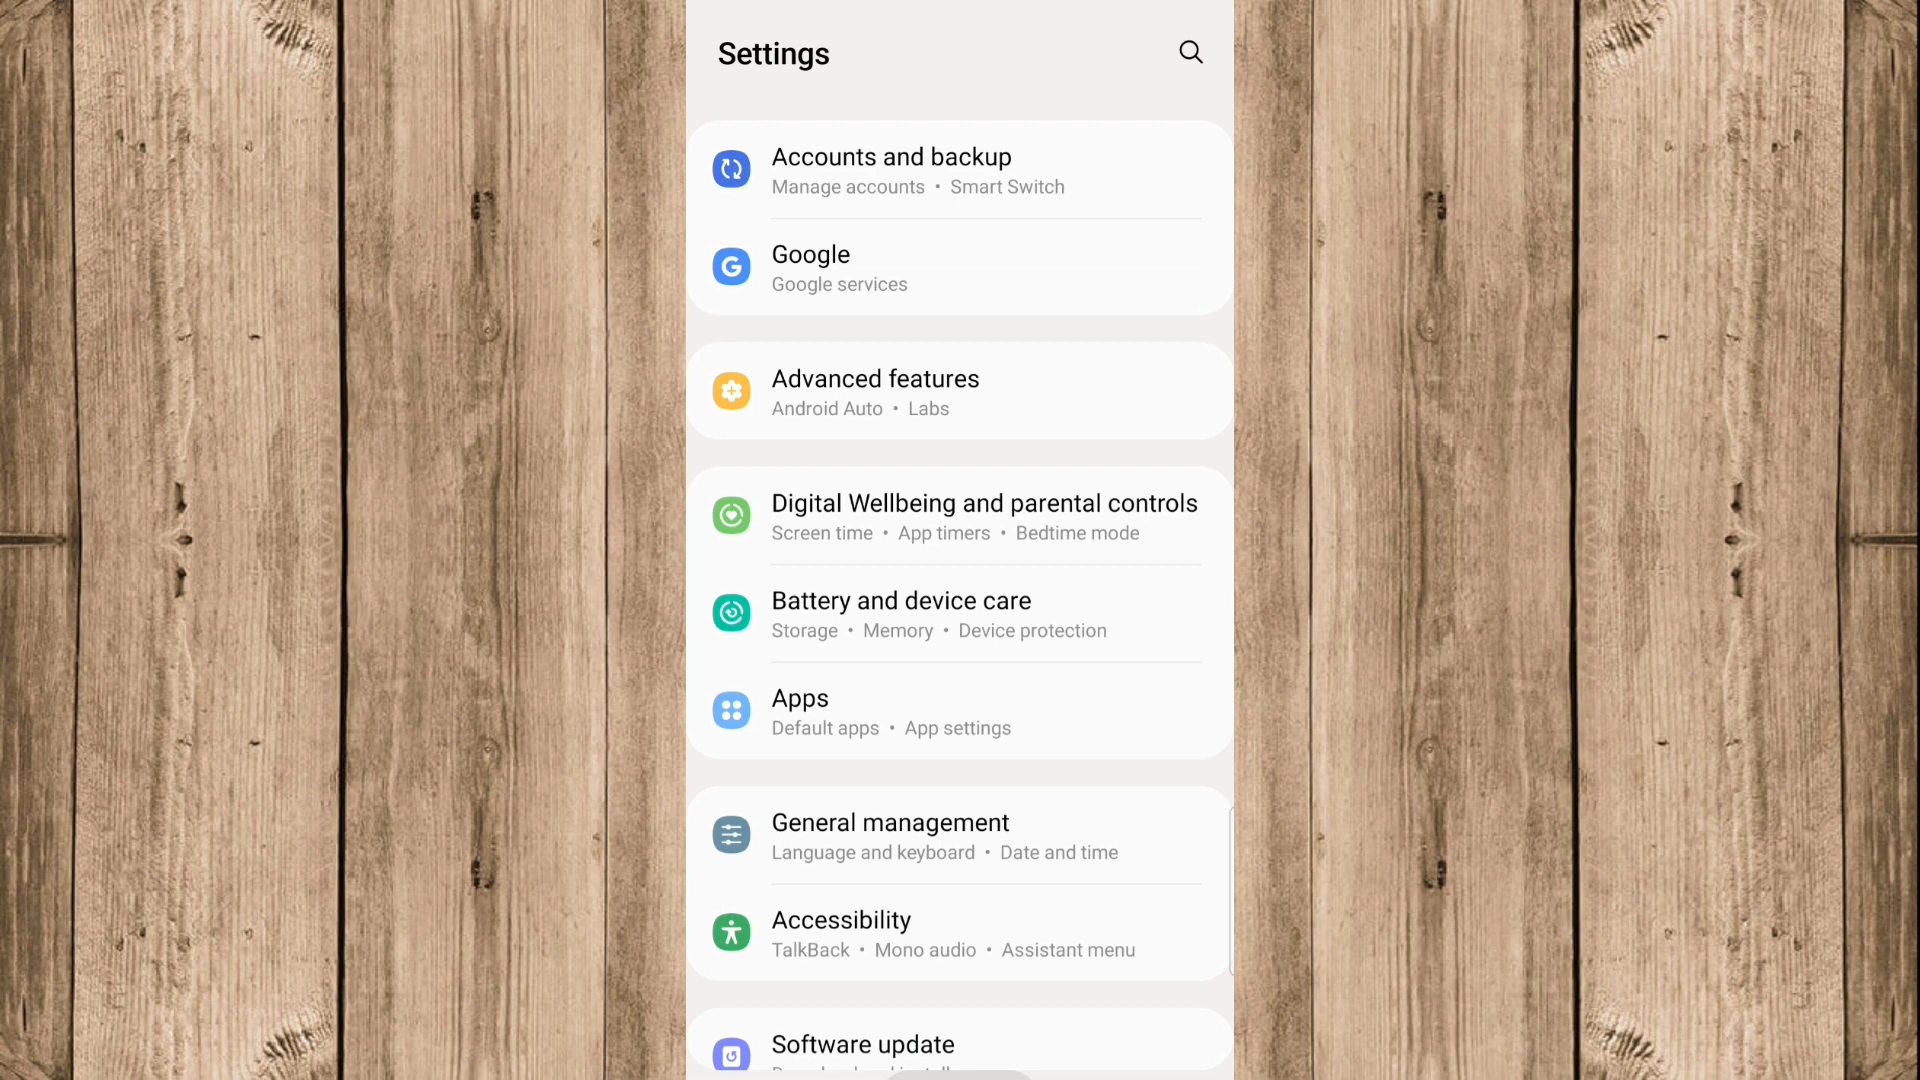 Settings
Accounts and backup
Manage accounts • Smart Switch
Google
Google services
Advanced features
Android Auto • Labs
Digital Wellbeing and parental controls
Screen time • App timers • Bedtime mode
Battery and device care
Storage • Memory • Device protection
Apps
Default apps • App settings
General management
Language and keyboard • Date and time
Accessibility
TalkBack • Mono audio • Assistant menu
Software update